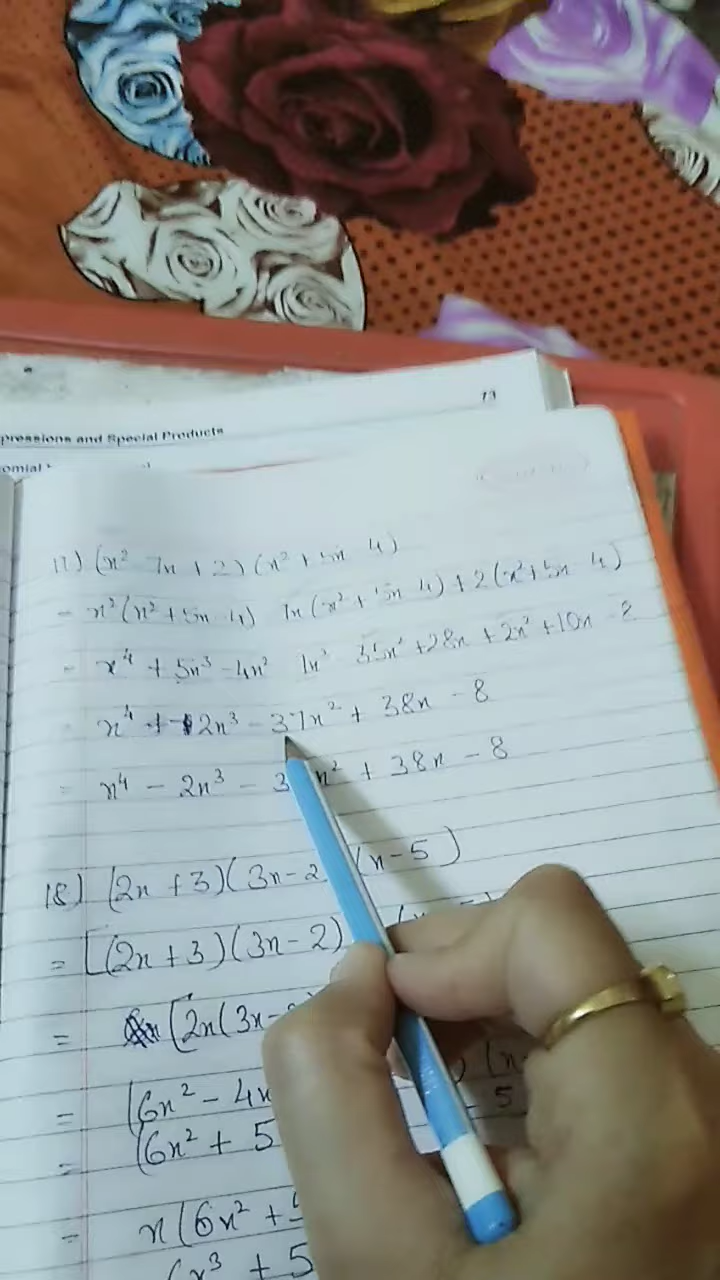 73
pressions and Special Products
omial
17) (x² 7x + 2) (x² + 5x 4)
= x²(x² + 5x 4) 7x(x² + 5x 4) + 2(x² + 5x 4)
= x⁴ + 5x³ - 4x² 7x³ 35x² + 28x + 2x² + 10x - 8
= x⁴ + 2x³ - 37x² + 38x - 8
= x⁴ - 2x³ - 3 x² + 38x - 8
18) (2x + 3)(3x - 2 (x - 5)
= [(2x + 3)(3x - 2)
= [2x(3x -
= (6x² - 4x
= (6x² + 5 5
= x(6x² +
x³ + 5